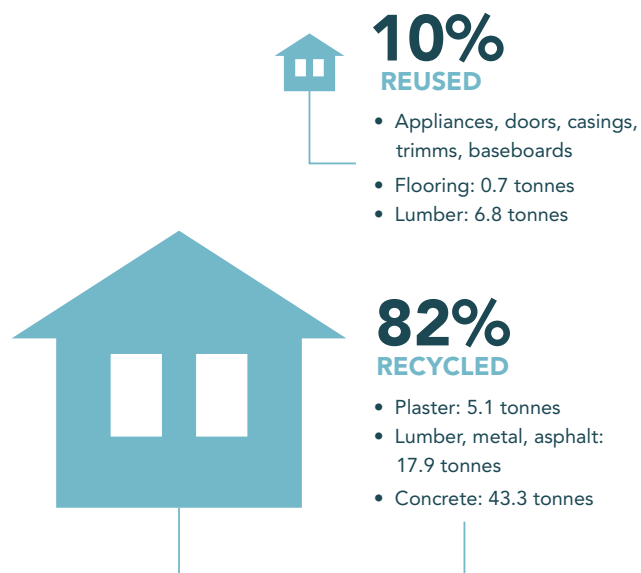 10%
REUSED
• Appliances, doors, casings,
trimms, baseboards
• Flooring: 0.7 tonnes
• Lumber: 6.8 tonnes
82%
RECYCLED
• Plaster: 5.1 tonnes
• Lumber, metal, asphalt:
17.9 tonnes
• Concrete: 43.3 tonnes